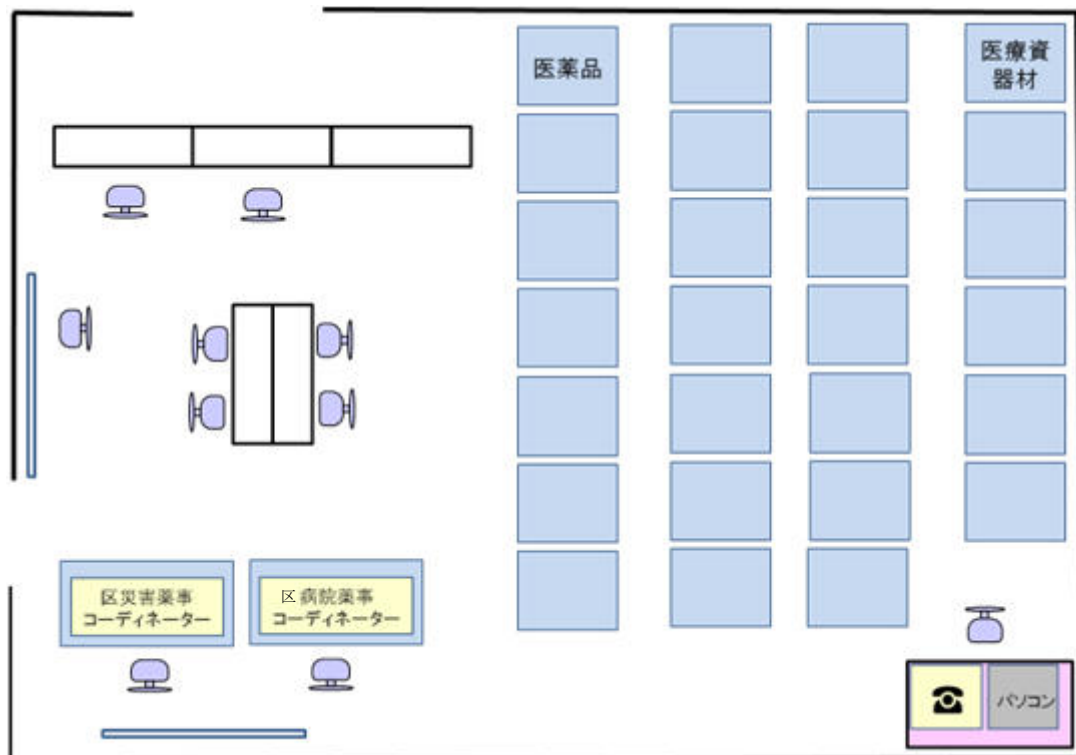 医薬品
医療資
器材
区災害薬事
コーディネーター
区病院薬事
コーディネーター
パソコン